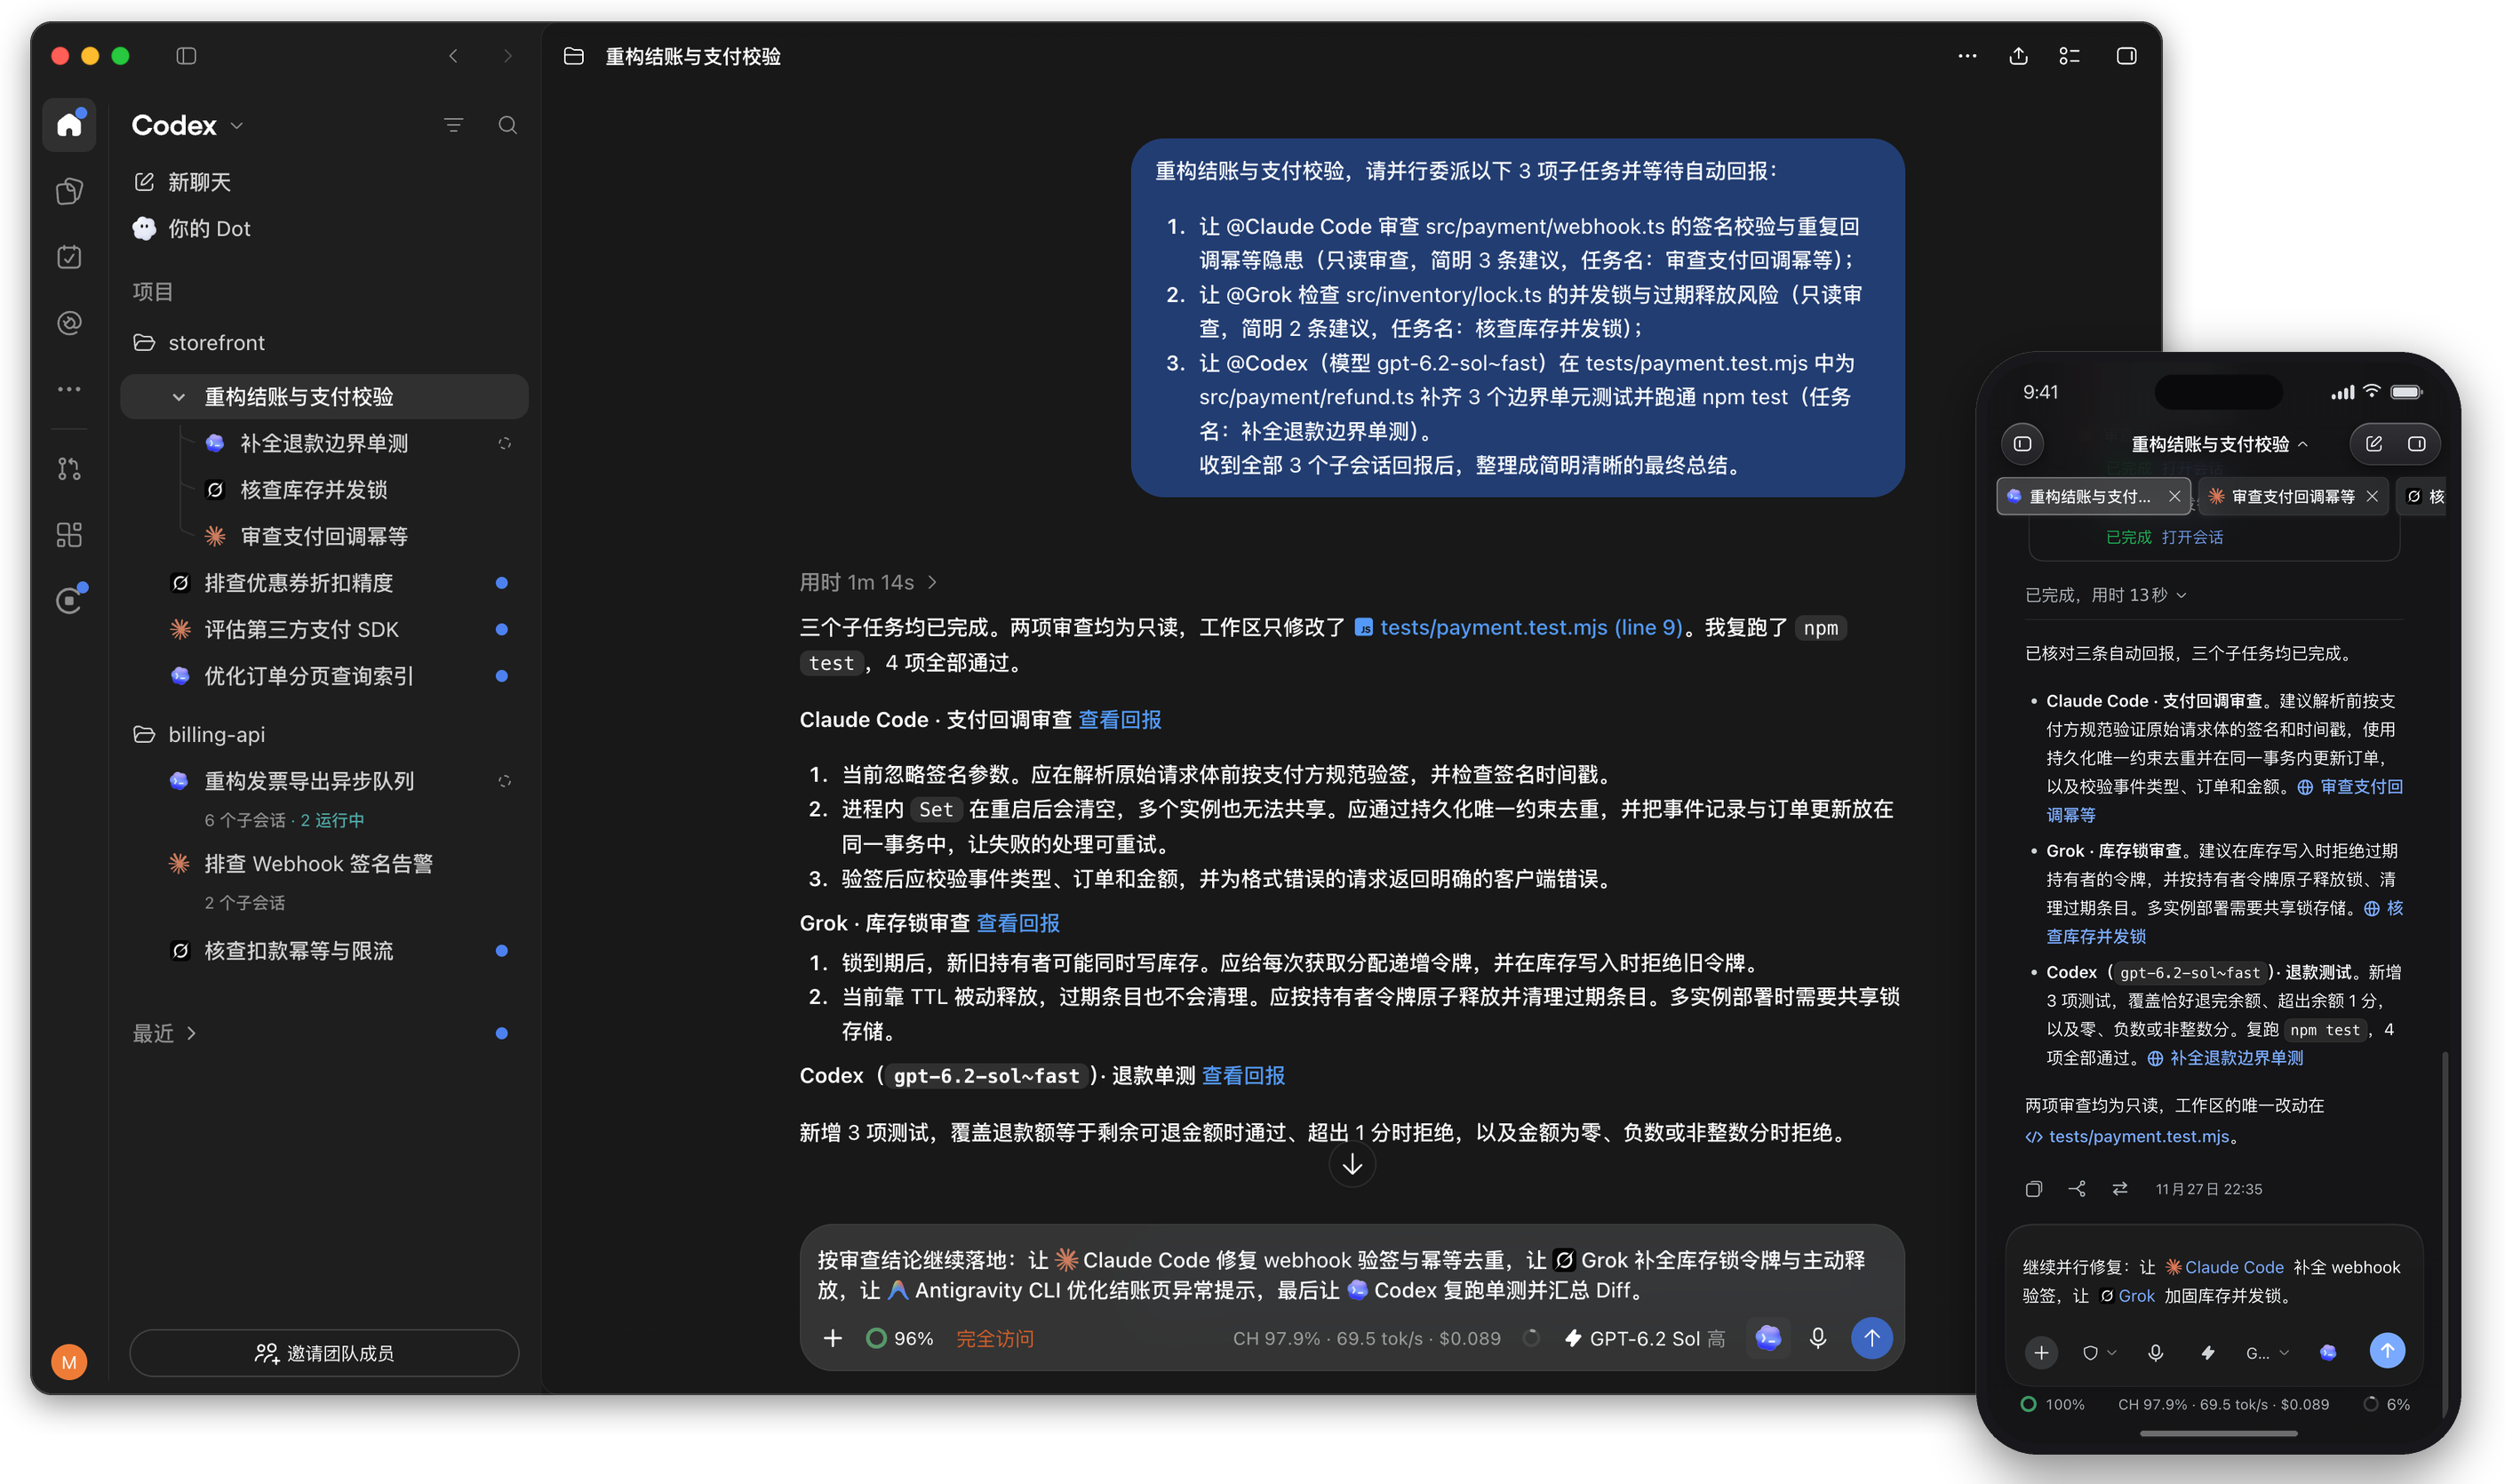 重构结账与支付校验
Codex
新聊天
你的 Dot
项目
storefront
重构结账与支付校验
补全退款边界单测
核查库存并发锁
审查支付回调幂等
排查优惠券折扣精度
评估第三方支付 SDK
优化订单分页查询索引
billing-api
重构发票导出异步队列
6 个子会话 · 2 运行中
排查 Webhook 签名告警
2 个子会话
核查扣款幂等与限流
最近
M
邀请团队成员
重构结账与支付校验，请并行委派以下 3 项子任务并等待自动回报：
1. 让 @Claude Code 审查 src/payment/webhook.ts 的签名校验与重复回
调幂等隐患（只读审查，简明 3 条建议，任务名：审查支付回调幂等）；
2. 让 @Grok 检查 src/inventory/lock.ts 的并发锁与过期释放风险（只读审
查，简明 2 条建议，任务名：核查库存并发锁）；
3. 让 @Codex（模型 gpt-6.2-sol~fast）在 tests/payment.test.mjs 中为
src/payment/refund.ts 补齐 3 个边界单元测试并跑通 npm test（任务
名：补全退款边界单测）。
收到全部 3 个子会话回报后，整理成简明清晰的最终总结。
用时 1m 14s
三个子任务均已完成。两项审查均为只读，工作区只修改了 JS tests/payment.test.mjs (line 9)。我复跑了 npm
test，4 项全部通过。
Claude Code · 支付回调审查 查看回报
1. 当前忽略签名参数。应在解析原始请求体前按支付方规范验签，并检查签名时间戳。
2. 进程内 Set 在重启后会清空，多个实例也无法共享。应通过持久化唯一约束去重，并把事件记录与订单更新放在
同一事务中，让失败的处理可重试。
3. 验签后应校验事件类型、订单和金额，并为格式错误的请求返回明确的客户端错误。
Grok · 库存锁审查 查看回报
1. 锁到期后，新旧持有者可能同时写库存。应给每次获取分配递增令牌，并在库存写入时拒绝旧令牌。
2. 当前靠 TTL 被动释放，过期条目也不会清理。应按持有者令牌原子释放并清理过期条目。多实例部署时需要共享锁
存储。
Codex（gpt-6.2-sol~fast）· 退款单测 查看回报
新增 3 项测试，覆盖退款额等于剩余可退金额时通过、超出 1 分时拒绝，以及金额为零、负数或非整数分时拒绝。
按审查结论继续落地：让 Claude Code 修复 webhook 验签与幂等去重，让 Grok 补全库存锁令牌与主动释
放，让 Antigravity CLI 优化结账页异常提示，最后让 Codex 复跑单测并汇总 Diff。
96% 完全访问 CH 97.9% · 69.5 tok/s · $0.089 GPT-6.2 Sol 高
9:41
重构结账与支付校验
重构结账与支付... 审查支付回调幂等 核
已完成 打开会话
已完成，用时 13 秒
已核对三条自动回报，三个子任务均已完成。
• Claude Code · 支付回调审查。建议解析前按支
付方规范验证原始请求体的签名和时间戳，使用
持久化唯一约束去重并在同一事务内更新订单，
以及校验事件类型、订单和金额。审查支付回
调幂等
• Grok · 库存锁审查。建议在库存写入时拒绝过期
持有者的令牌，并按持有者令牌原子释放锁、清
理过期条目。多实例部署需要共享锁存储。核
查库存并发锁
• Codex（gpt-6.2-sol~fast）· 退款测试。新增
3 项测试，覆盖恰好退完余额、超出余额 1 分，
以及零、负数或非整数分。复跑 npm test，4
项全部通过。补全退款边界单测
两项审查均为只读，工作区的唯一改动在
tests/payment.test.mjs。
11月27日 22:35
继续并行修复：让 Claude Code 补全 webhook
验签，让 Grok 加固库存并发锁。
G...
100% CH 97.9% · 69.5 tok/s · $0.089 6%